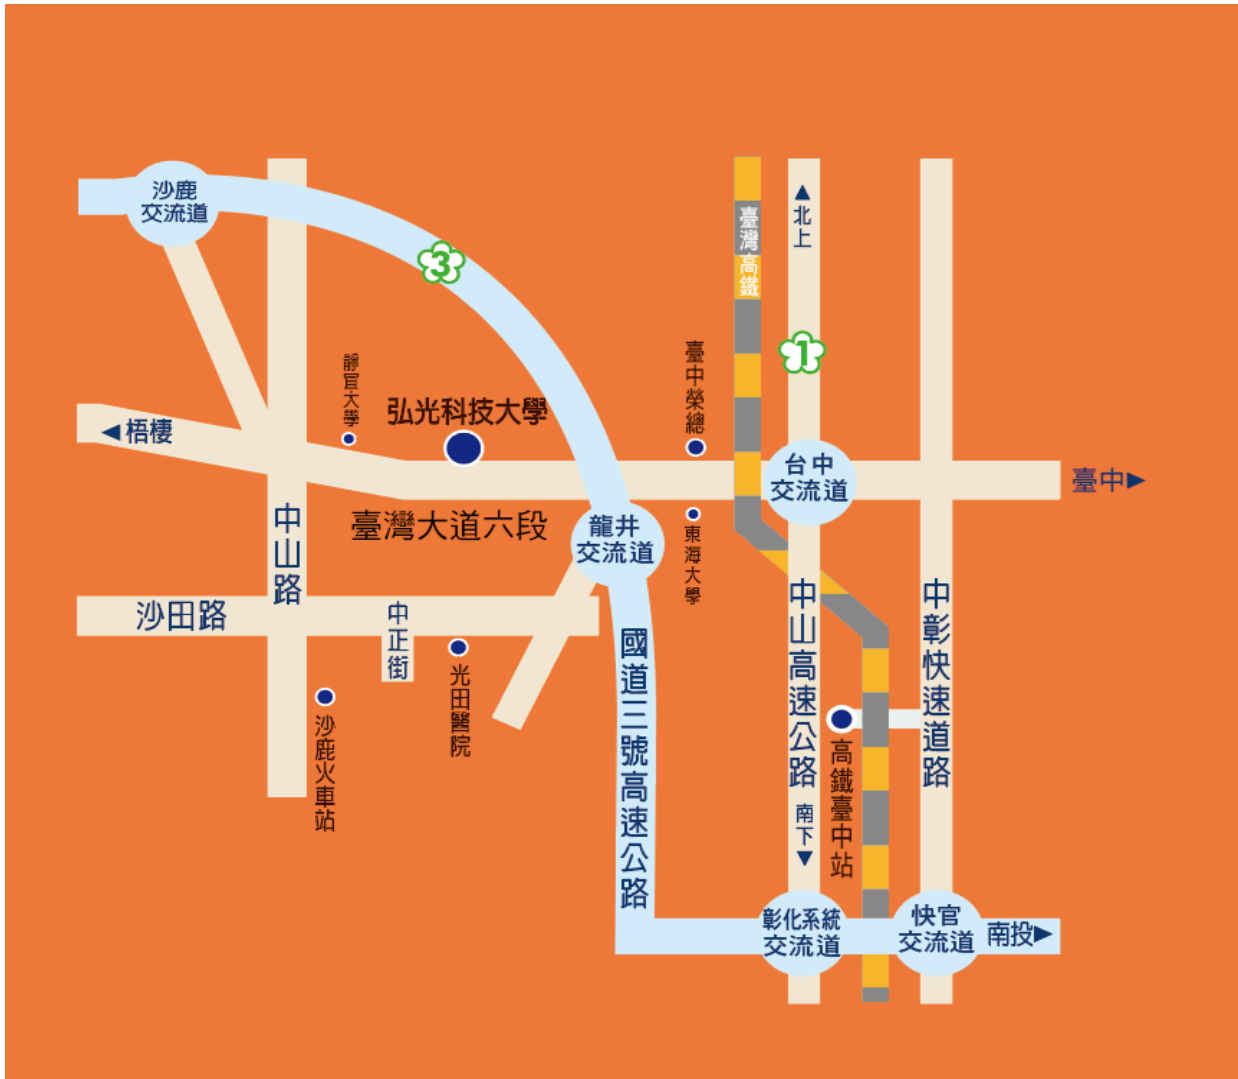 沙鹿
交流道
3
臺灣高鐵
北上
1
靜宜大學
弘光科技大學
臺中榮總
梧棲
台中
交流道
臺中
臺灣大道六段
龍井
交流道
東海大學
中山路
沙田路
中正街
光田醫院
沙鹿火車站
國道三號高速公路
中山高速公路
中彰快速道路
高鐵臺中站
南下
彰化系統
交流道
快官
交流道
南投